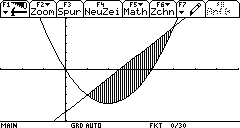 F1 F2 F3 F4 F5 F6 F7
Zoom Spur NeuZei Math Zchn
MAIN GRD AUTO FKT 0/30